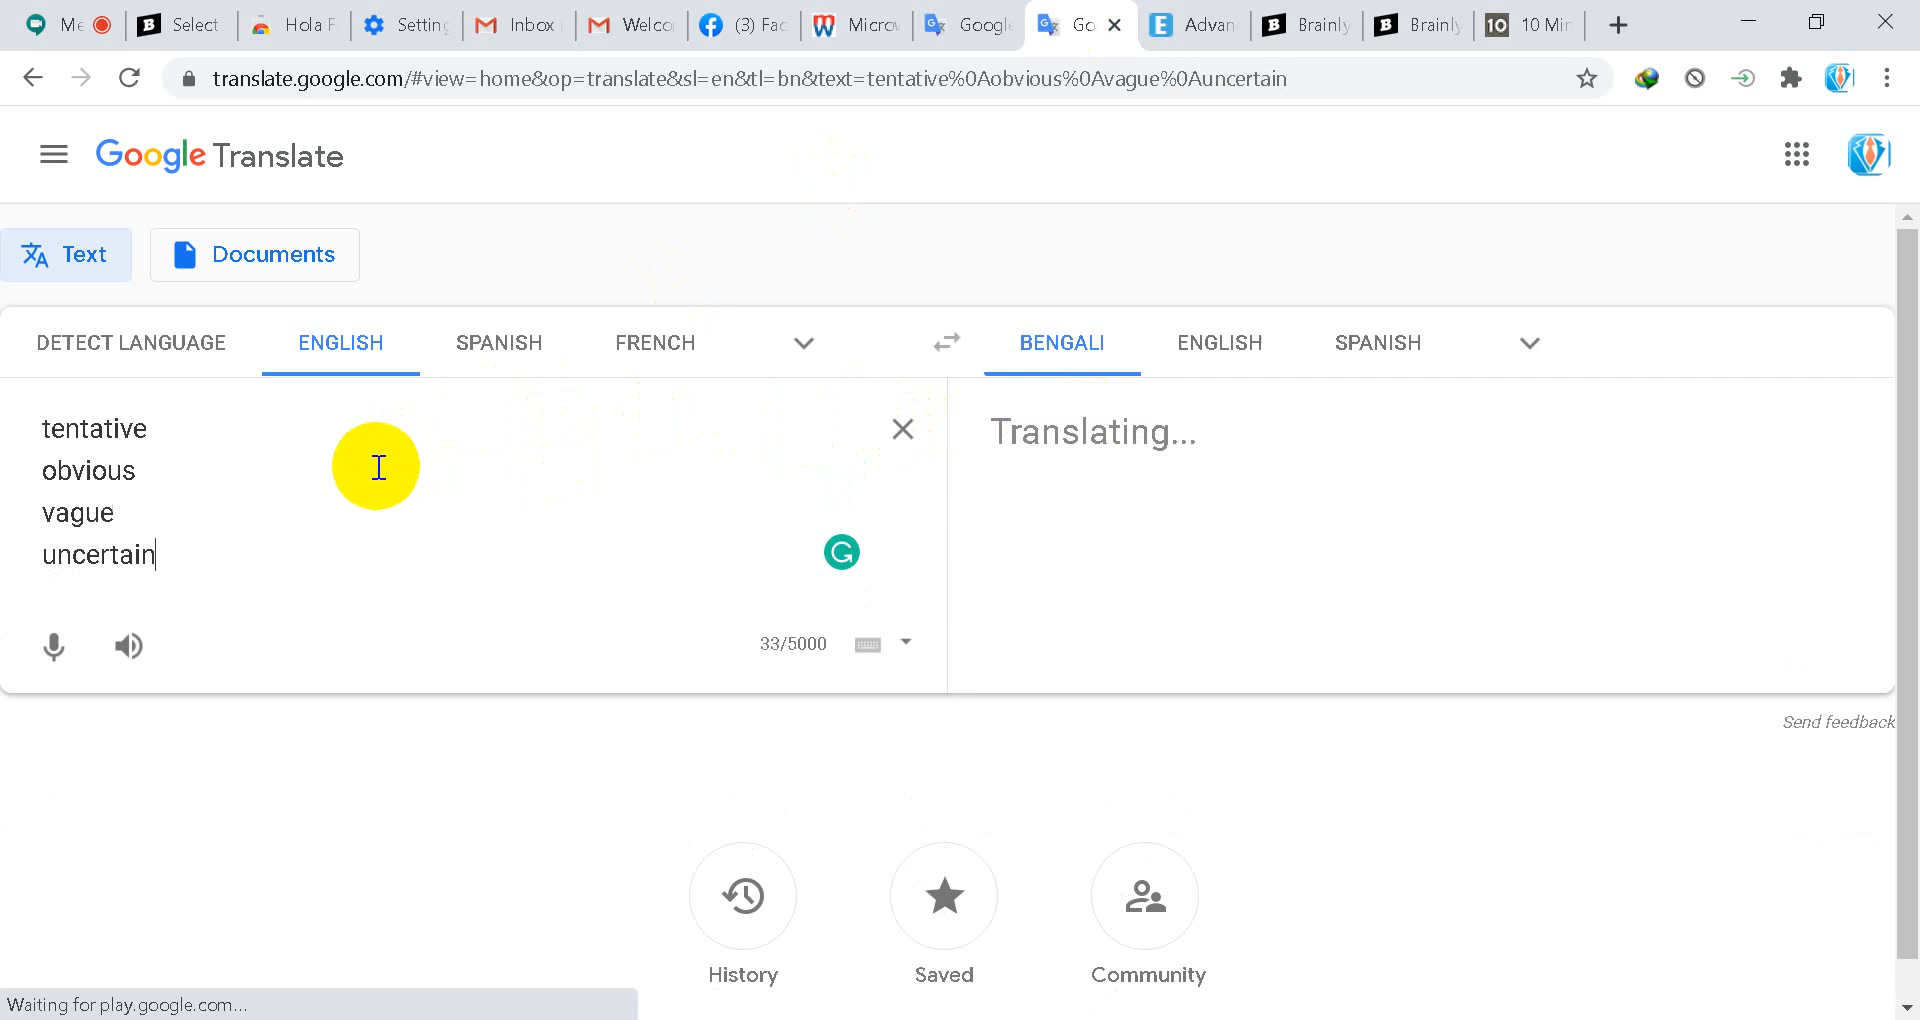 Me
Select
Hola F
Setting
Inbox
Welco
(3) Fac
Micro
Google
Go
Advan
Brainly
Brainly
10 Min
translate.google.com/#view=home&op=translate&sl=en&tl=bn&text=tentative%0Aobvious%0Avague%0Auncertain
Google Translate
Text
Documents
DETECT LANGUAGE ENGLISH SPANISH FRENCH
BENGALI ENGLISH SPANISH
tentative
obvious
vague
uncertain
Translating...
33/5000
Send feedback
History
Saved
Community
Waiting for play.google.com...